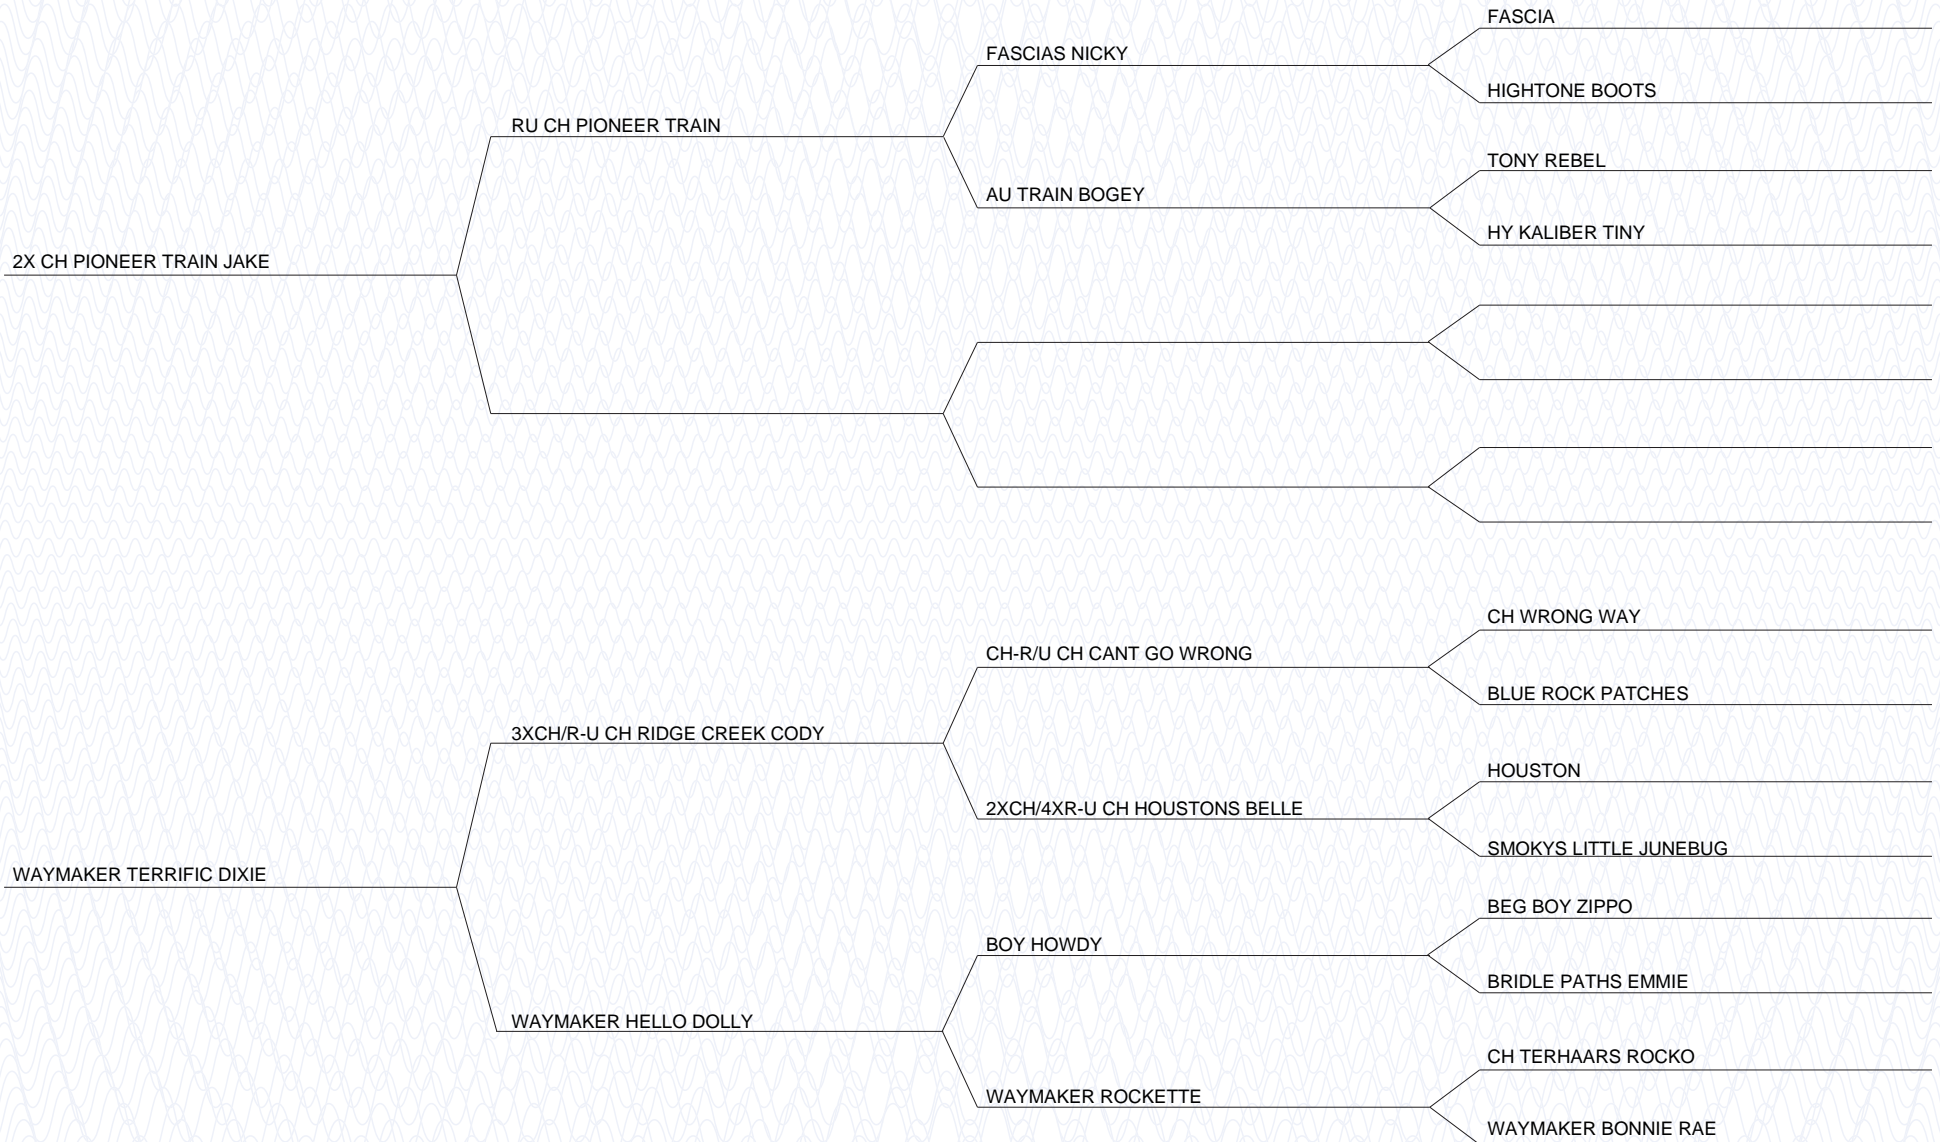 FASCIA
FASCIAS NICKY
HIGHTONE BOOTS
RU CH PIONEER TRAIN
TONY REBEL
AU TRAIN BOGEY
HY KALIBER TINY
2X CH PIONEER TRAIN JAKE
CH WRONG WAY
CH-R/U CH CANT GO WRONG
BLUE ROCK PATCHES
3XCH/R-U CH RIDGE CREEK CODY
HOUSTON
2XCH/4XR-U CH HOUSTONS BELLE
SMOKYS LITTLE JUNEBUG
WAYMAKER TERRIFIC DIXIE
BEG BOY ZIPPO
BOY HOWDY
BRIDLE PATHS EMMIE
WAYMAKER HELLO DOLLY
CH TERHAARS ROCKO
WAYMAKER ROCKETTE
WAYMAKER BONNIE RAE